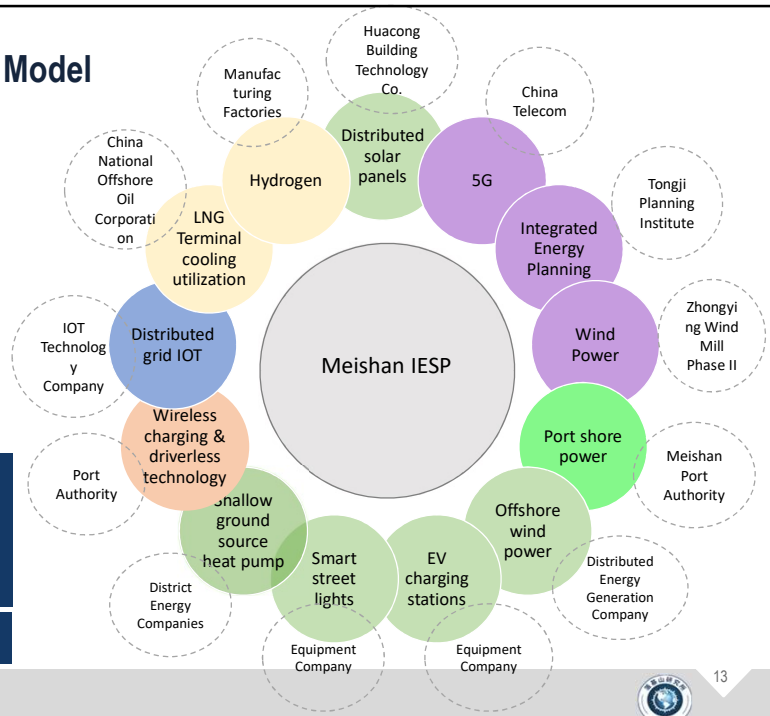 Model
Huacong
Building
Technology
Co.
Manufac
turing
Factories
China
Telecom
China
National
Offshore
Oil
Corporati
on
Distributed
solar
panels
Hydrogen
5G
Tongji
Planning
Institute
LNG
Terminal
cooling
utilization
Integrated
Energy
Planning
IOT
Technolog
y
Company
Distributed
grid IOT
Meishan IESP
Wind
Power
Zhongyi
ng Wind
Mill
Phase II
Wireless
charging &
driverless
technology
Port shore
power
Port
Authority
Meishan
Port
Authority
Shallow
ground
source
heat pump
Smart
street
lights
EV
charging
stations
Offshore
wind
power
District
Energy
Companies
Distributed
Energy
Generation
Company
Equipment
Company
Equipment
Company
13